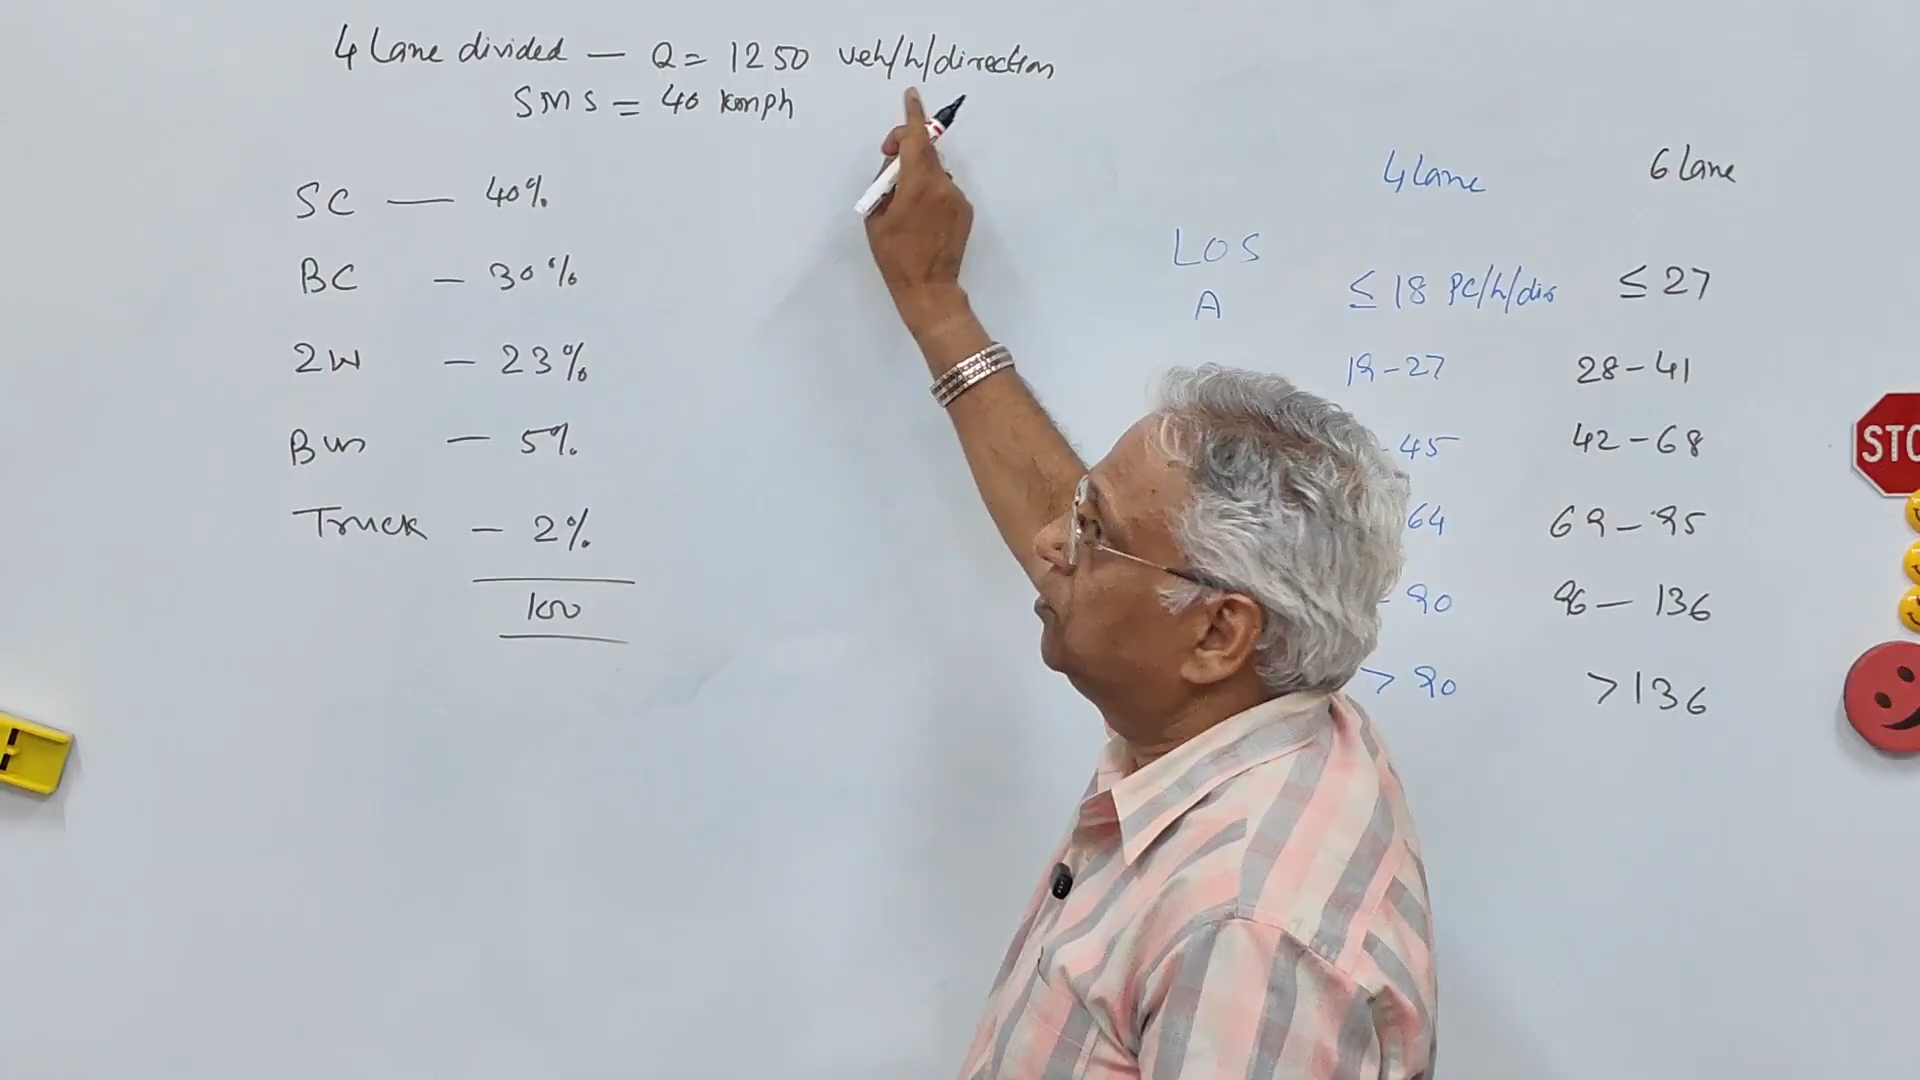 4 Lane divided — Q = 1250 veh/h/direction
SMS = 40 kmph
SC — 40%
BC - 30%
2W - 23%
Bus - 5%
Truck - 2%
100
4 Lane 6 Lane
LOS
A ≤ 18 PC/h/dir ≤ 27
19-27 28-41
- 45 42-68
64 69-95
- 90 96-136
> 90 >136